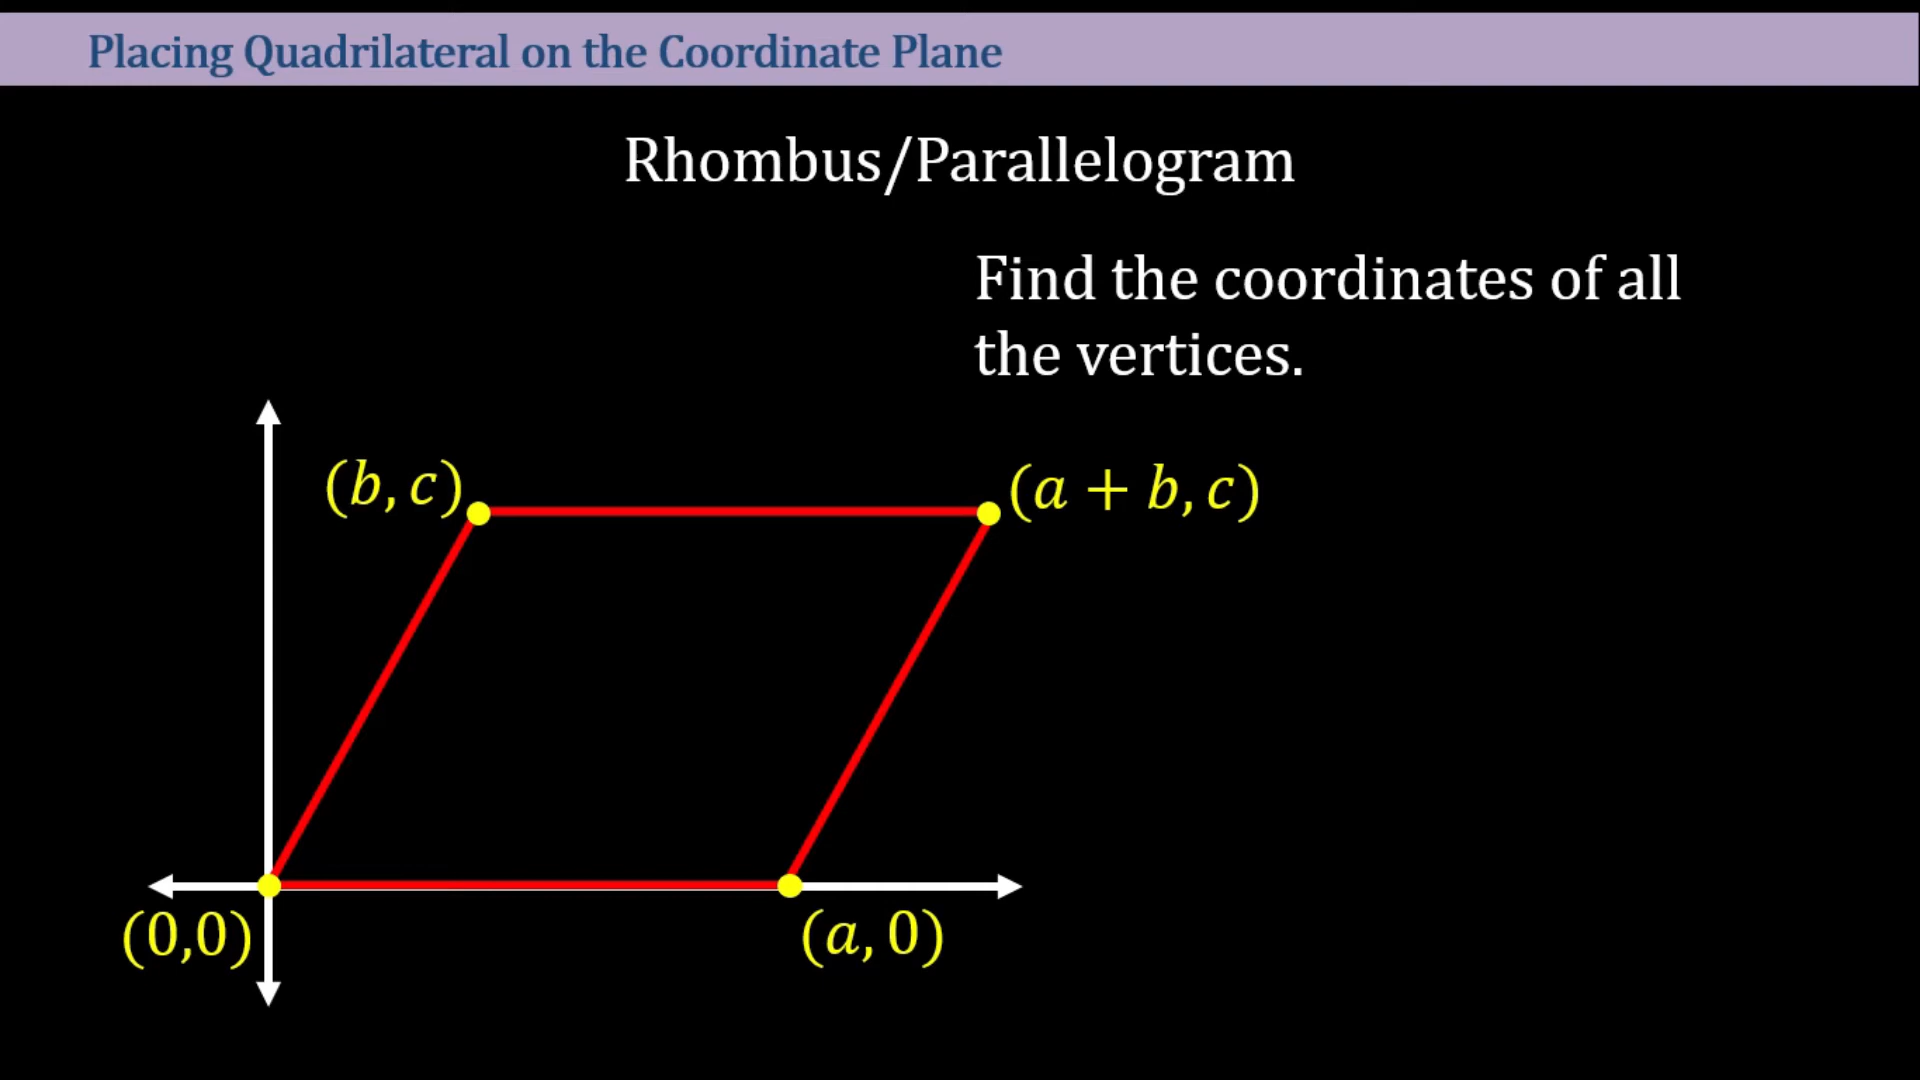 Placing Quadrilateral on the Coordinate Plane
Rhombus/Parallelogram
Find the coordinates of all
the vertices.
(b, c)
(a + b, c)
(0,0)
(a, 0)